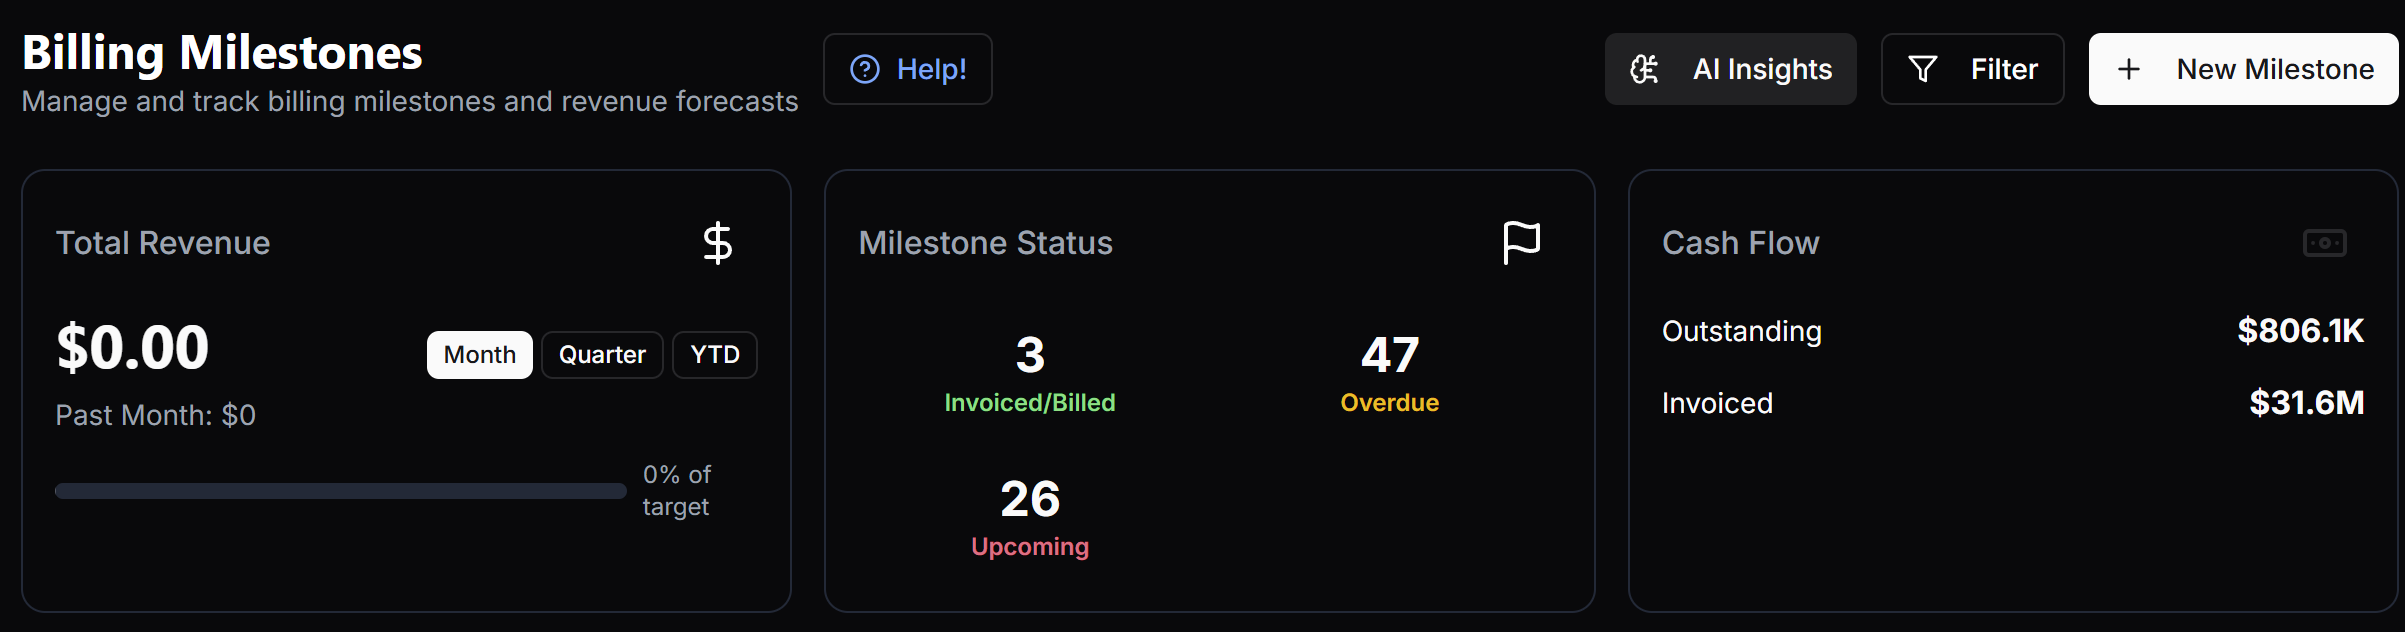 Billing Milestones
Manage and track billing milestones and revenue forecasts
Help!
AI Insights
Filter
New Milestone
Total Revenue
$0.00
Month
Quarter
YTD
Past Month: $0
0% of
target
Milestone Status
3
Invoiced/Billed
47
Overdue
26
Upcoming
Cash Flow
Outstanding
$806.1K
Invoiced
$31.6M